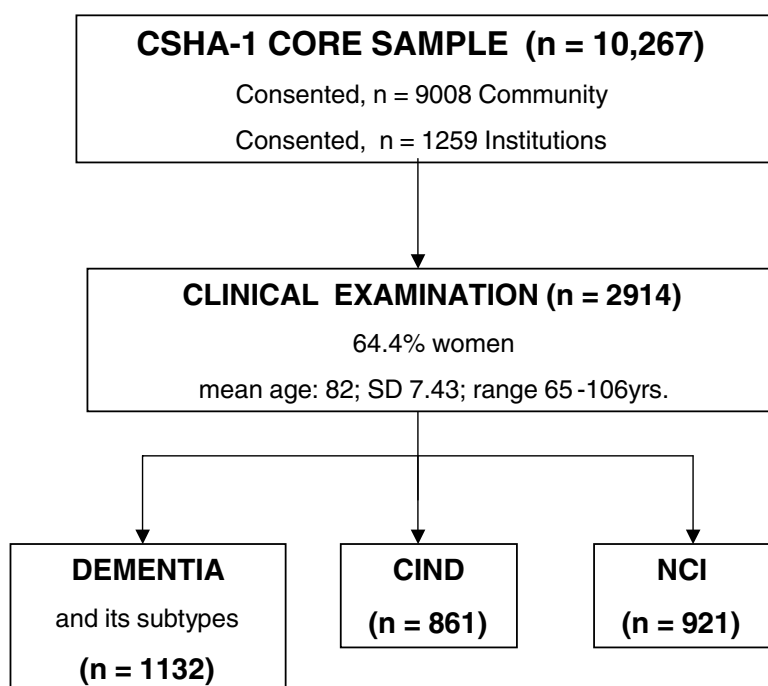 CSHA-1 CORE SAMPLE (n = 10,267)
Consented, n = 9008 Community
Consented, n = 1259 Institutions
CLINICAL EXAMINATION (n = 2914)
64.4% women
mean age: 82; SD 7.43; range 65-106yrs.
DEMENTIA
and its subtypes
(n = 1132)
CIND
(n = 861)
NCI
(n = 921)